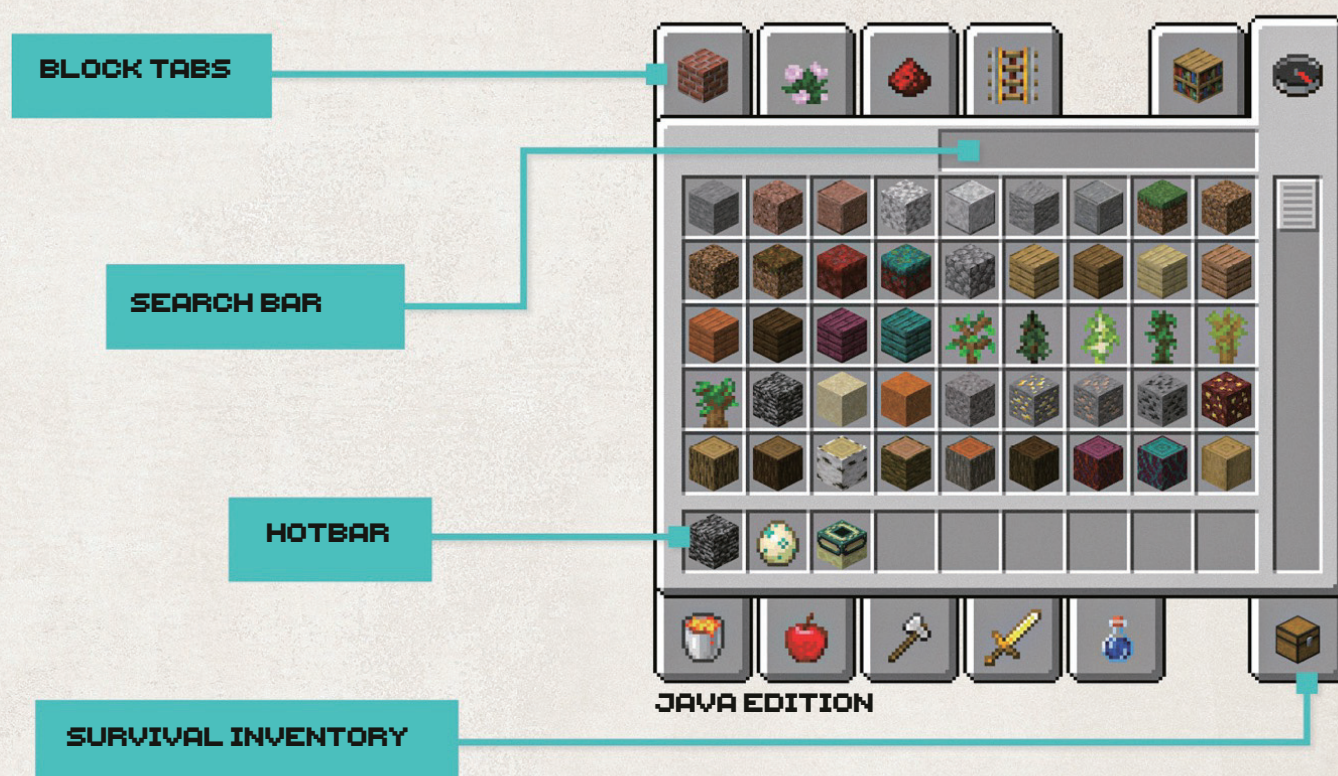 BLOCK TABS
SEARCH BAR
HOTBAR
JAVA EDITION
SURVIVAL INVENTORY